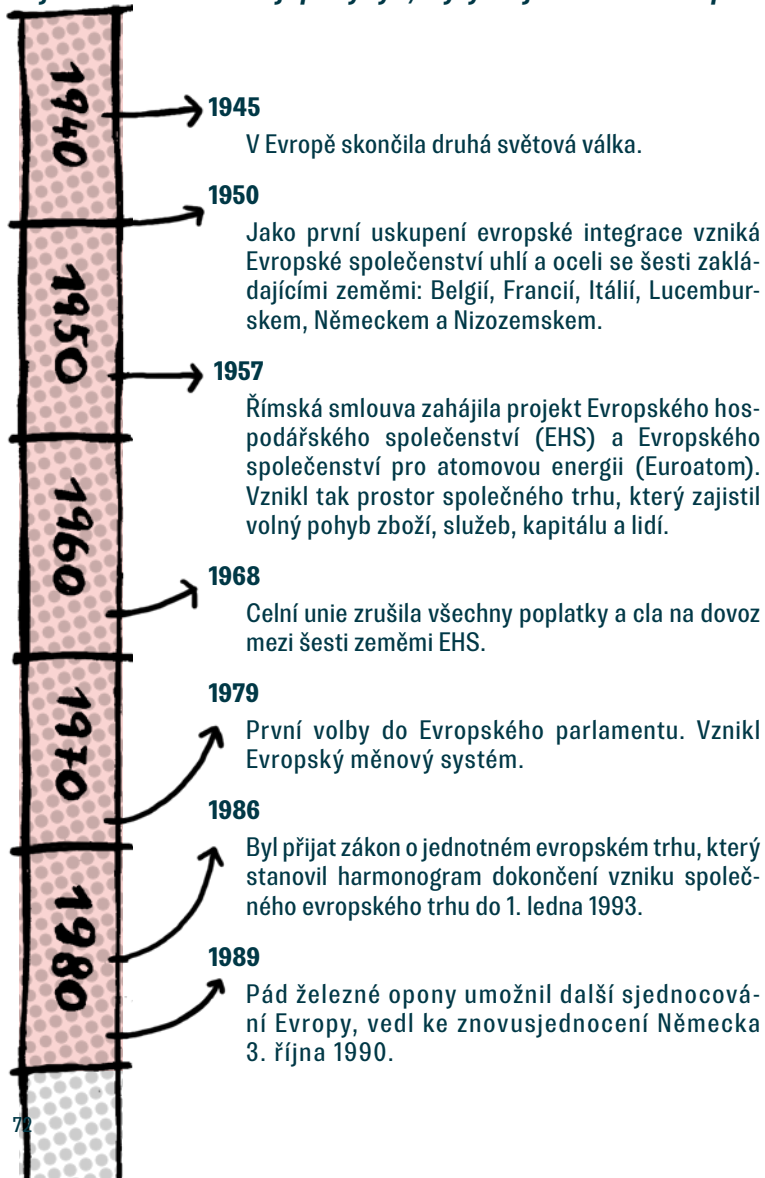 1940
1945
V Evropě skončila druhá světová válka.
1950
Jako první uskupení evropské integrace vzniká
Evropské společenství uhlí a oceli se šesti zaklá-
dajícími zeměmi: Belgií, Francií, Itálií, Lucembur-
skem, Německem a Nizozemskem.
1950
1957
Římská smlouva zahájila projekt Evropského hos-
podářského společenství (EHS) a Evropského
společenství pro atomovou energii (Euroatom).
Vznikl tak prostor společného trhu, který zajistil
volný pohyb zboží, služeb, kapitálu a lidí.
1960
1968
Celní unie zrušila všechny poplatky a cla na dovoz
mezi šesti zeměmi EHS.
1970
1979
První volby do Evropského parlamentu. Vznikl
Evropský měnový systém.
1980
1986
Byl přijat zákon o jednotném evropském trhu, který
stanovil harmonogram dokončení vzniku společ-
ného evropského trhu do 1. ledna 1993.
1989
Pád železné opony umožnil další sjednocová-
ní Evropy, vedl ke znovusjednocení Německa
3. října 1990.
72